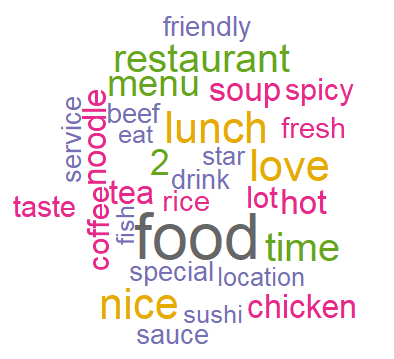 friendly
restaurant
menu
soup
spicy
service
noodle
beef
lunch
fresh
eat
2
star
love
drink
tea
rice
lot
hot
taste
coffee
fish
food
time
special
location
nice
sushi
chicken
sauce